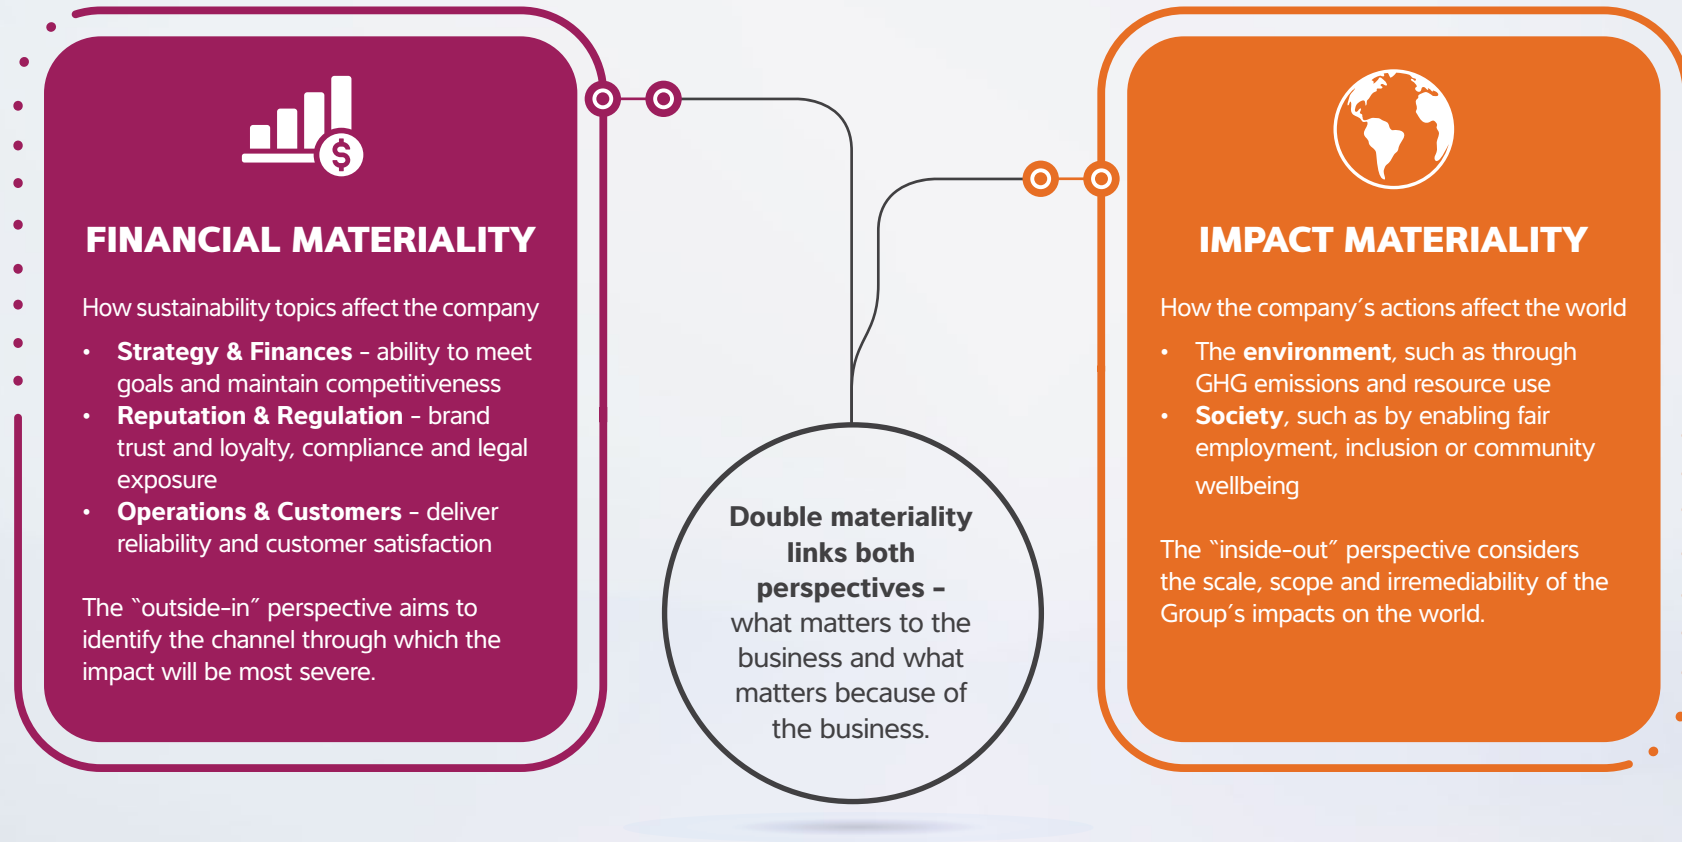 $
FINANCIAL MATERIALITY
How sustainability topics affect the company
• Strategy & Finances – ability to meet
goals and maintain competitiveness
• Reputation & Regulation – brand
trust and loyalty, compliance and legal
exposure
• Operations & Customers – deliver
reliability and customer satisfaction
The “outside-in” perspective aims to
identify the channel through which the
impact will be most severe.
Double materiality
links both
perspectives –
what matters to the
business and what
matters because of
the business.
IMPACT MATERIALITY
How the company’s actions affect the world
• The environment, such as through
GHG emissions and resource use
• Society, such as by enabling fair
employment, inclusion or community
wellbeing
The “inside-out” perspective considers
the scale, scope and irremediability of the
Group’s impacts on the world.